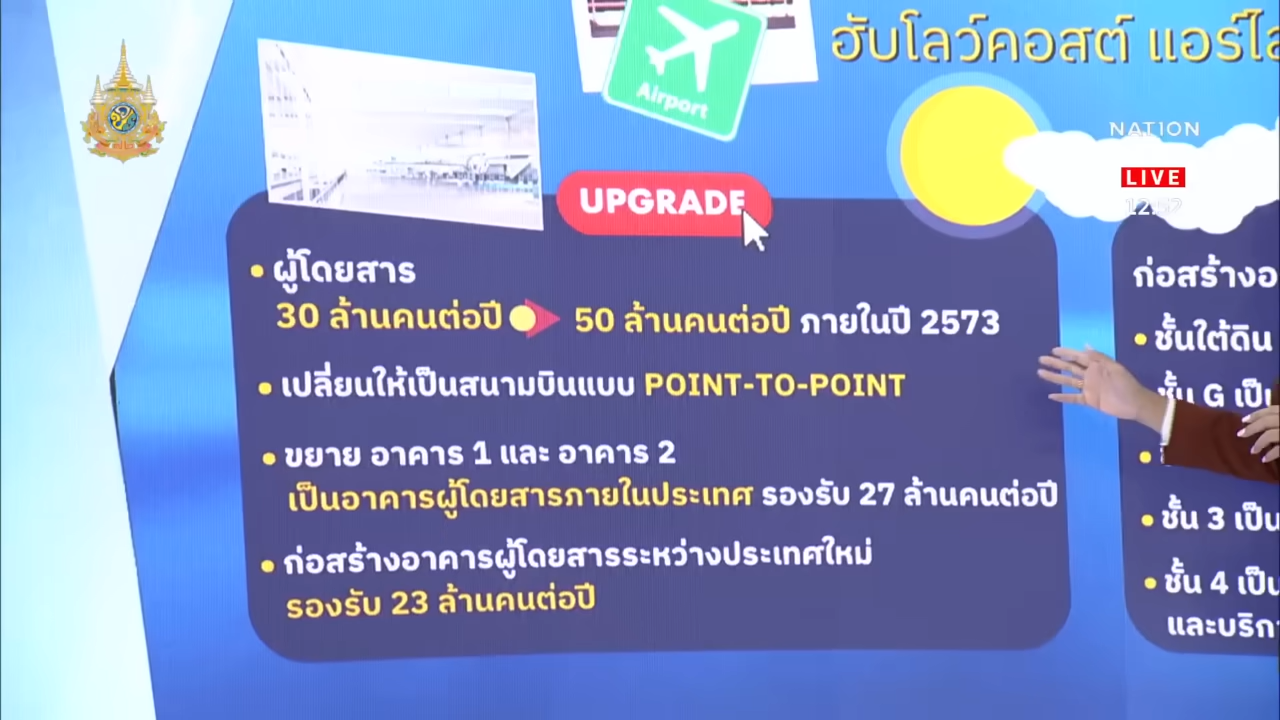 ฮับโลว์คอสต์ แอร์ไล
Airport
NATION
LIVE
UPGRADE
• ผู้โดยสาร
30 ล้านคนต่อปี 50 ล้านคนต่อปี ภายในปี 2573
• เปลี่ยนให้เป็นสนามบินแบบ POINT-TO-POINT
• ขยาย อาคาร 1 และ อาคาร 2
เป็นอาคารผู้โดยสารภายในประเทศ รองรับ 27 ล้านคนต่อปี
• ก่อสร้างอาคารผู้โดยสารระหว่างประเทศใหม่
รองรับ 23 ล้านคนต่อปี
ก่อสร้างอ
• ชั้นใต้ดิน
ชั้น G เป็น
• ชั้น 3 เป็น
• ชั้น 4 เป็น
และบริกา